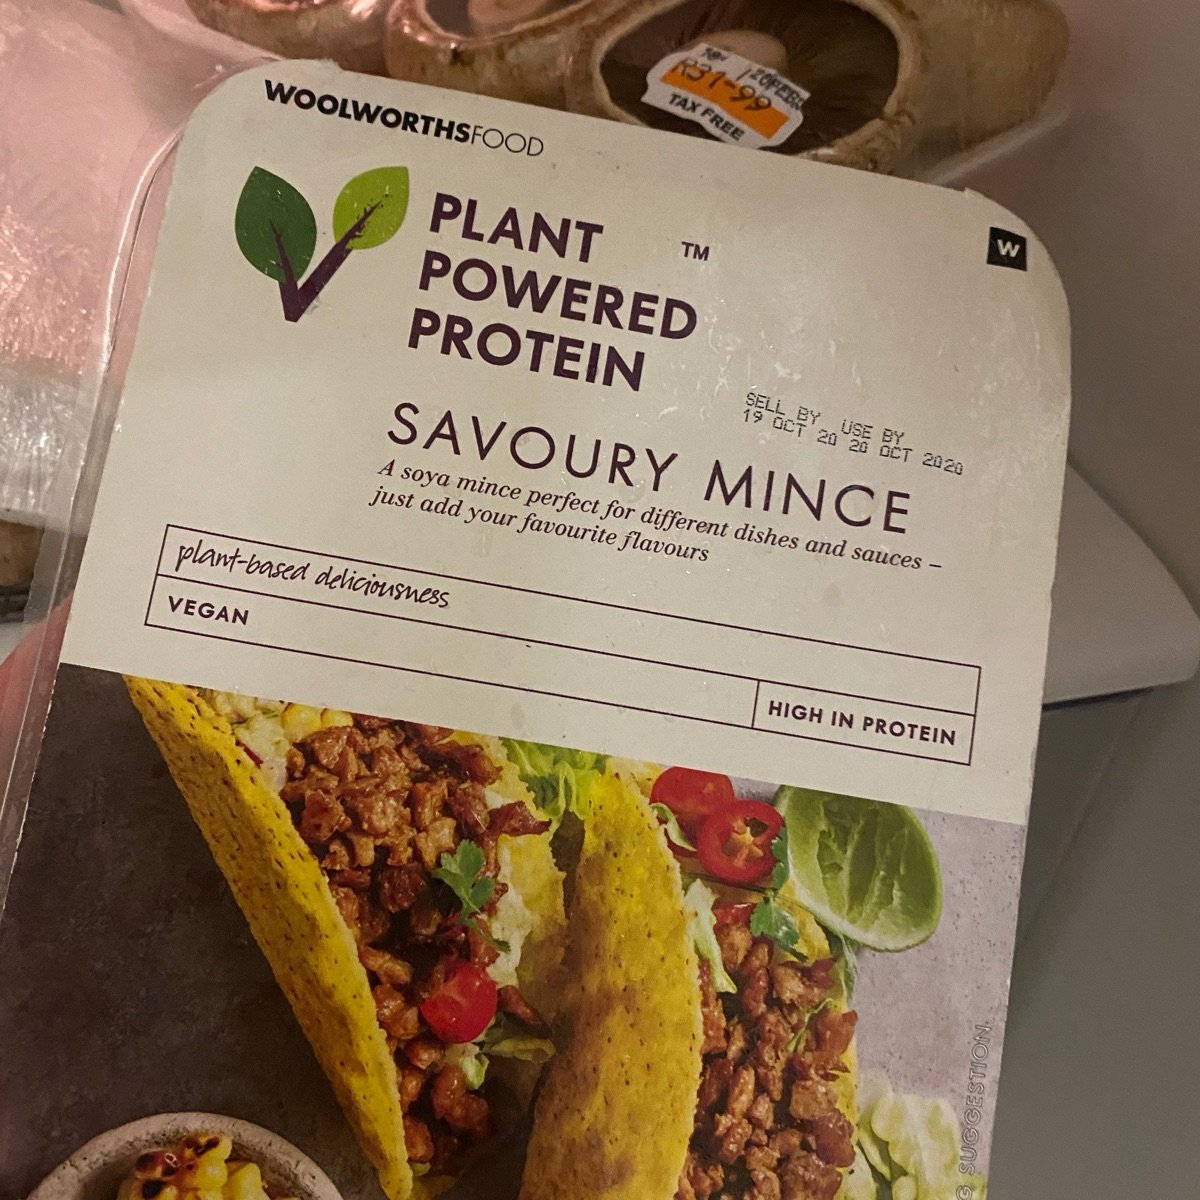 R31-99
TAX FREE
WOOLWORTHSFOOD
W
PLANT
POWERED
PROTEIN
TM
SELL BY USE BY
19 OCT 20 20 OCT 2020
SAVOURY MINCE
A soya mince perfect for different dishes and sauces –
just add your favourite flavours
plant-based deliciousness
VEGAN
HIGH IN PROTEIN
SUGGESTION